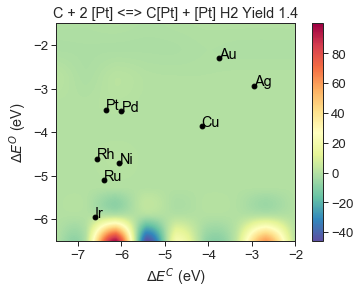 C + 2 [Pt] <=> C[Pt] + [Pt] H2 Yield 1.4
−2
−3
−4
−5
−6
ΔE^O (eV)
Au
Ag
Pt
Pd
Cu
Rh
Ni
Ru
Ir
−7
−6
−5
−4
−3
−2
ΔE^C (eV)
80
60
40
20
0
−20
−40